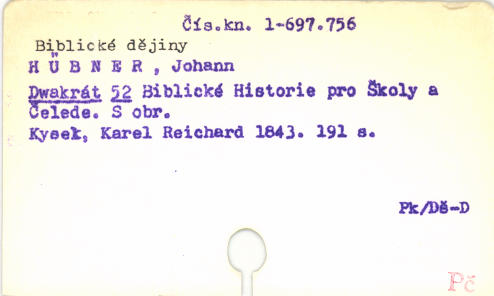 Čís.kn. 1-697.756
Biblické dějiny
H Ü B N E R , Johann
Dwakrát 52 Biblické Historie pro Školy a
Čelede. S obr.
Kysek, Karel Reichard 1843. 191 s.
Pk/Dě-D
Pč